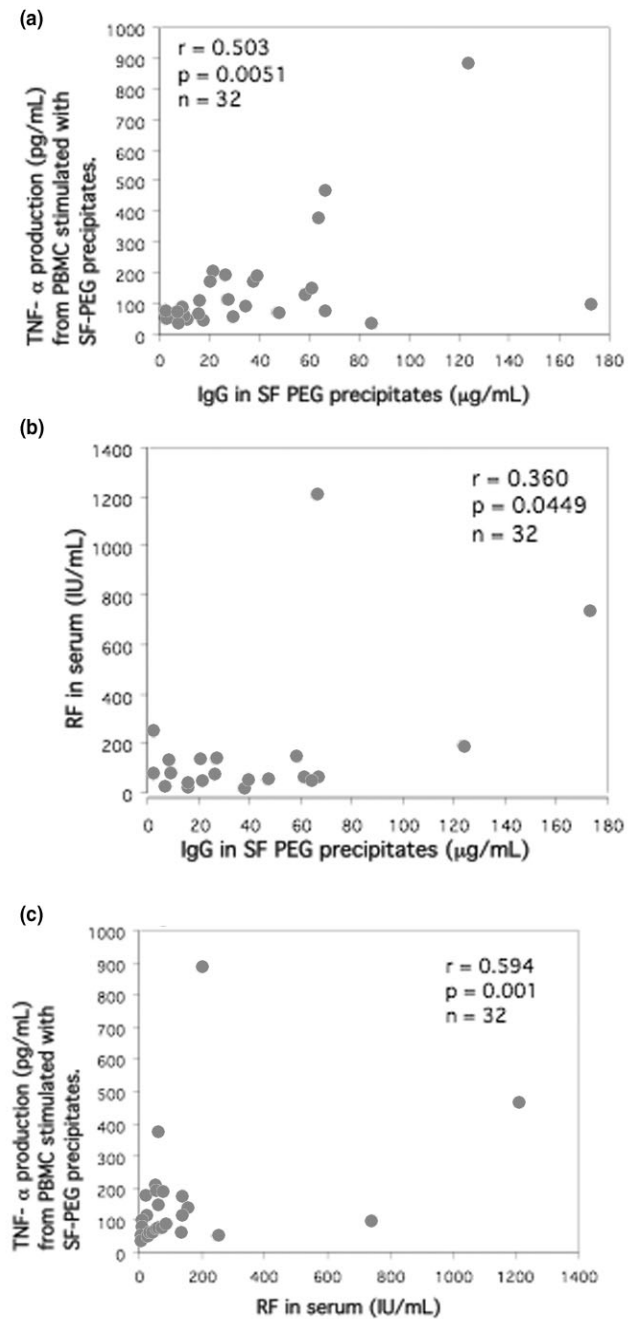 (a)
1000
900
800
700
600
500
400
300
200
100
0
r = 0.503
p = 0.0051
n = 32
TNF- α production (pg/mL)
from PBMC stimulated with
SF-PEG precipitates.
0 20 40 60 80 100 120 140 160 180
IgG in SF PEG precipitates (μg/mL)
(b)
1400
1200
1000
800
600
400
200
0
r = 0.360
p = 0.0449
n = 32
RF in serum (IU/mL)
0 20 40 60 80 100 120 140 160 180
IgG in SF PEG precipitates (μg/mL)
(c)
1000
900
800
700
600
500
400
300
200
100
0
r = 0.594
p = 0.001
n = 32
TNF- α production (pg/mL)
from PBMC stimulated with
SF-PEG precipitates.
0 200 400 600 800 1000 1200 1400
RF in serum (IU/mL)